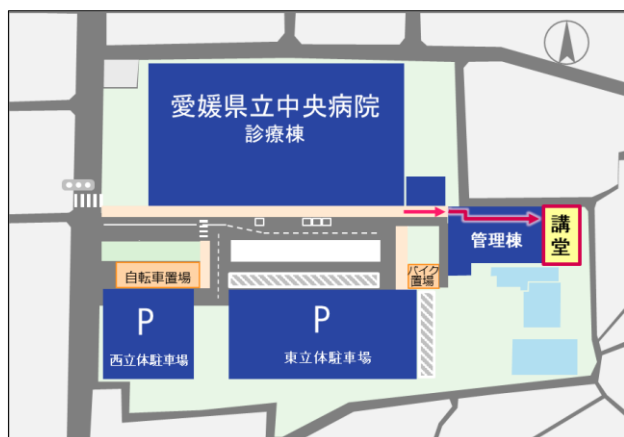 愛媛県立中央病院
診療棟
管理棟
講
堂
自転車置場
バイク
置場
P
西立体駐車場
P
東立体駐車場